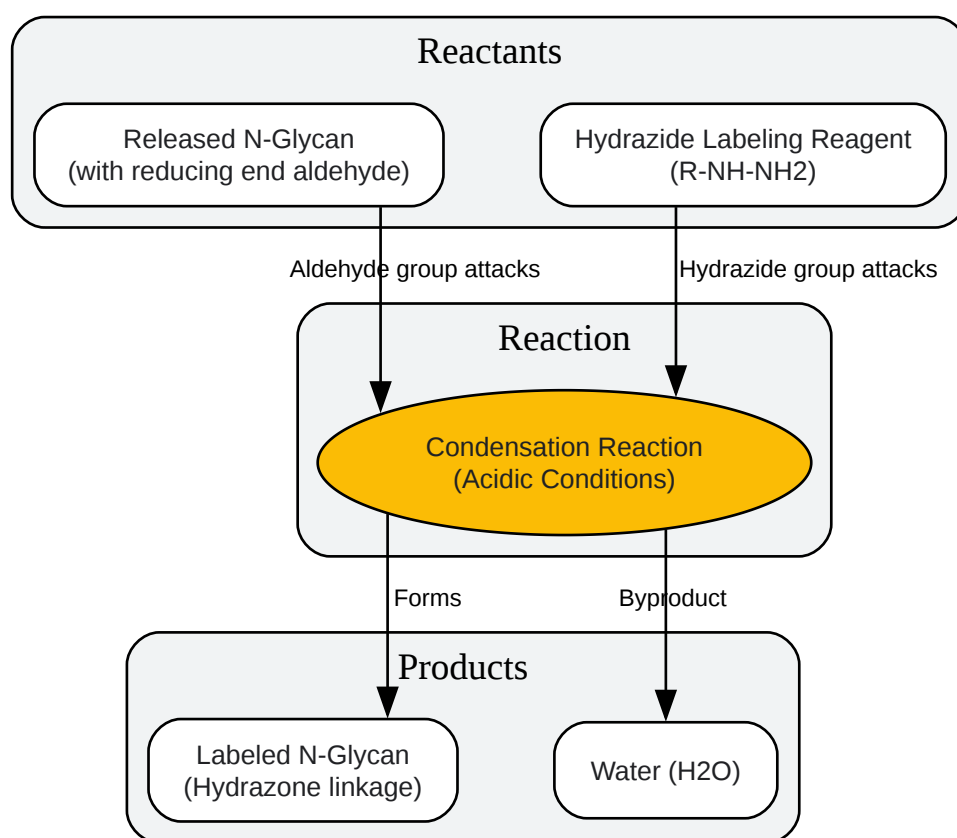 Reactants
Released N-Glycan
(with reducing end aldehyde)
Hydrazide Labeling Reagent
(R-NH-NH2)
Aldehyde group attacks
Hydrazide group attacks
Reaction
Condensation Reaction
(Acidic Conditions)
Forms
Byproduct
Products
Labeled N-Glycan
(Hydrazone linkage)
Water (H2O)